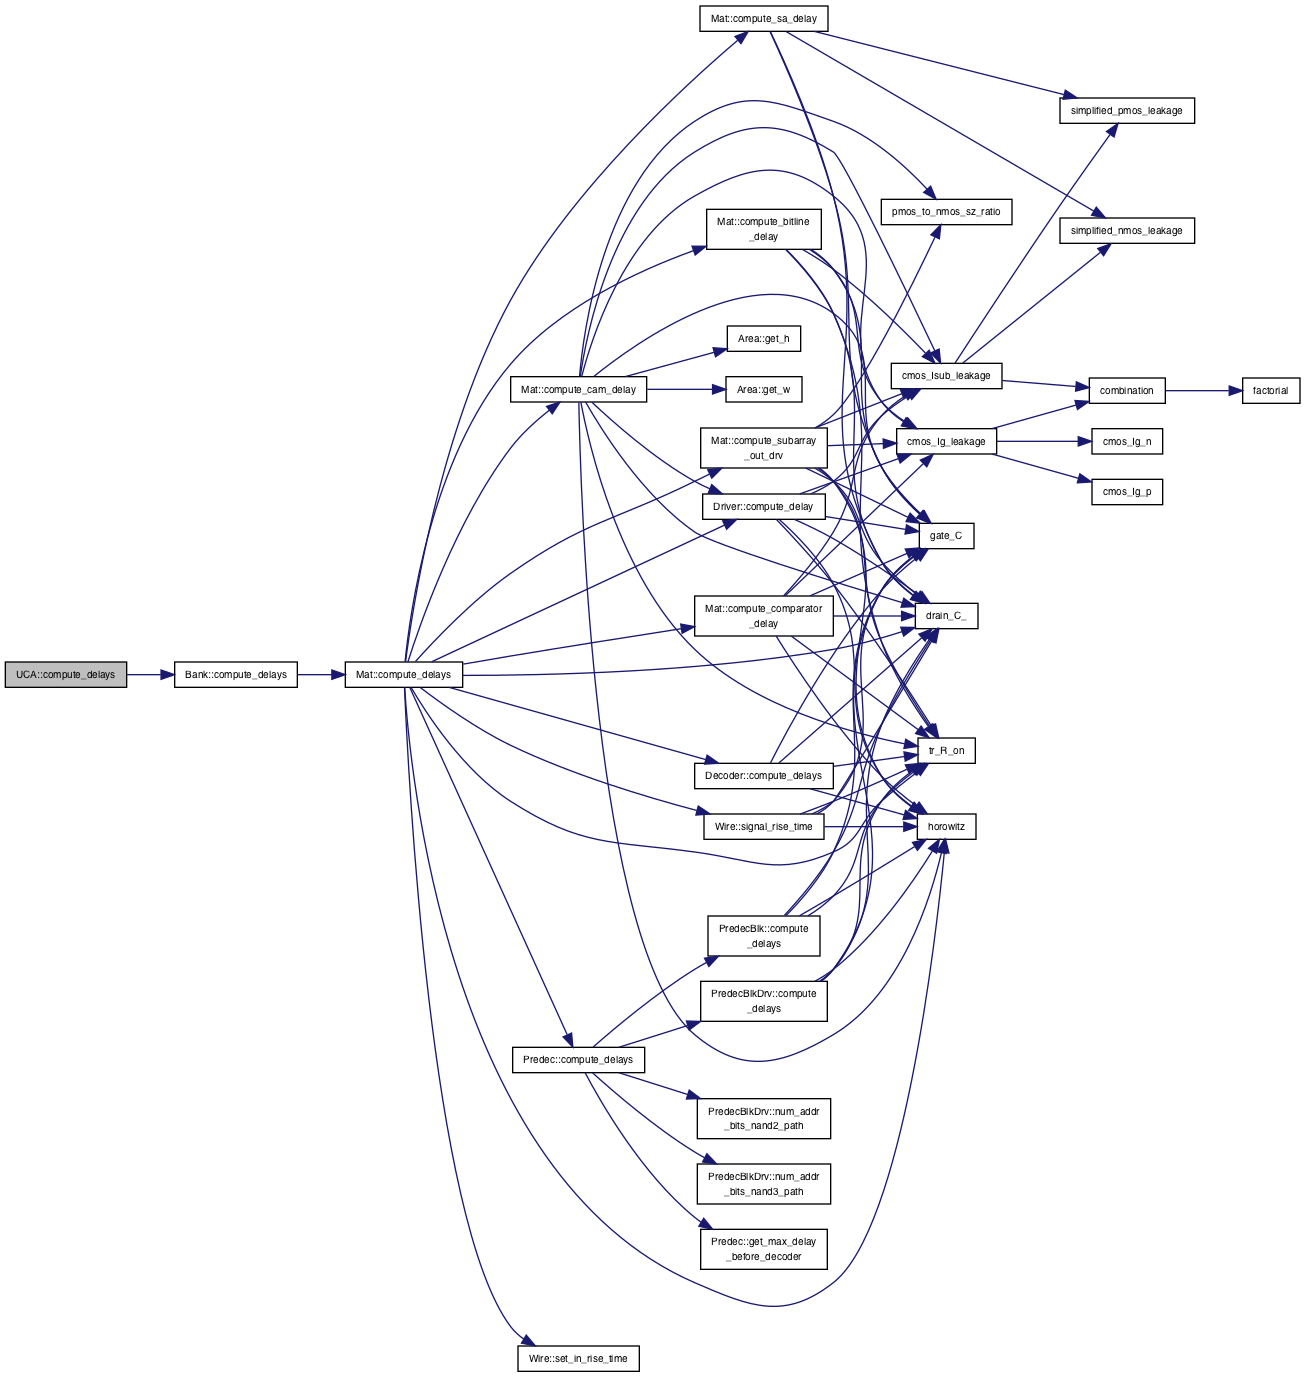 Mat::compute_sa_delay
simplified_pmos_leakage
pmos_to_nmos_sz_ratio
Mat::compute_bitline
_delay
simplified_nmos_leakage
Area::get_h
cmos_Isub_leakage
Mat::compute_cam_delay
Area::get_w
combination
factorial
Mat::compute_subarray
_out_drv
cmos_Ig_leakage
cmos_Ig_n
cmos_Ig_p
Driver::compute_delay
gate_C
Mat::compute_comparator
_delay
drain_C_
UCA::compute_delays
Bank::compute_delays
Mat::compute_delays
tr_R_on
Decoder::compute_delays
Wire::signal_rise_time
horowitz
PredecBlk::compute
_delays
PredecBlkDrv::compute
_delays
Predec::compute_delays
PredecBlkDrv::num_addr
_bits_nand2_path
PredecBlkDrv::num_addr
_bits_nand3_path
Predec::get_max_delay
_before_decoder
Wire::set_in_rise_time